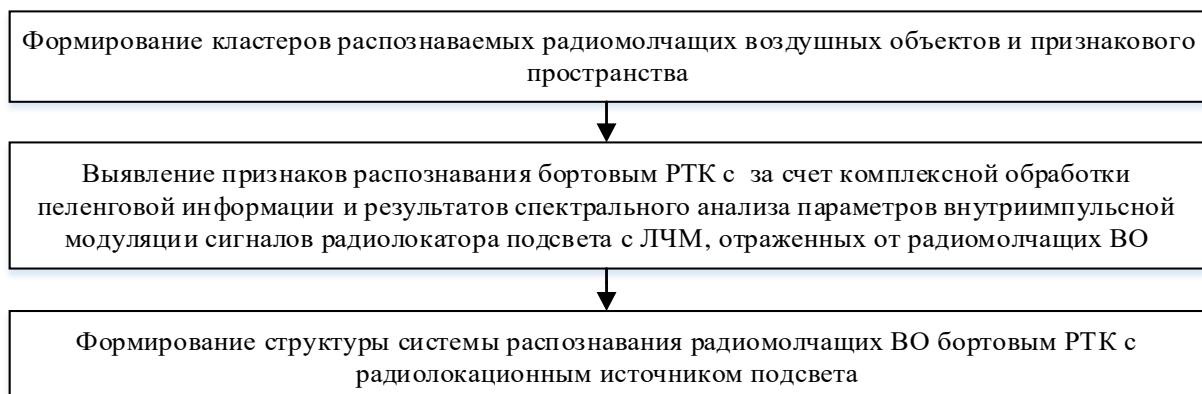 Формирование кластеров распознаваемых радиомолчащих воздушных объектов и признакового
пространства
Выявление признаков распознавания бортовым РТК с за счет комплексной обработки
пеленговой информации и результатов спектрального анализа параметров внутриимпульсной
модуляции сигналов радиолокатора подсвета с ЛЧМ, отраженных от радиомолчащих ВО
Формирование структуры системы распознавания радиомолчащих ВО бортовым РТК с
радиолокационным источником подсвета